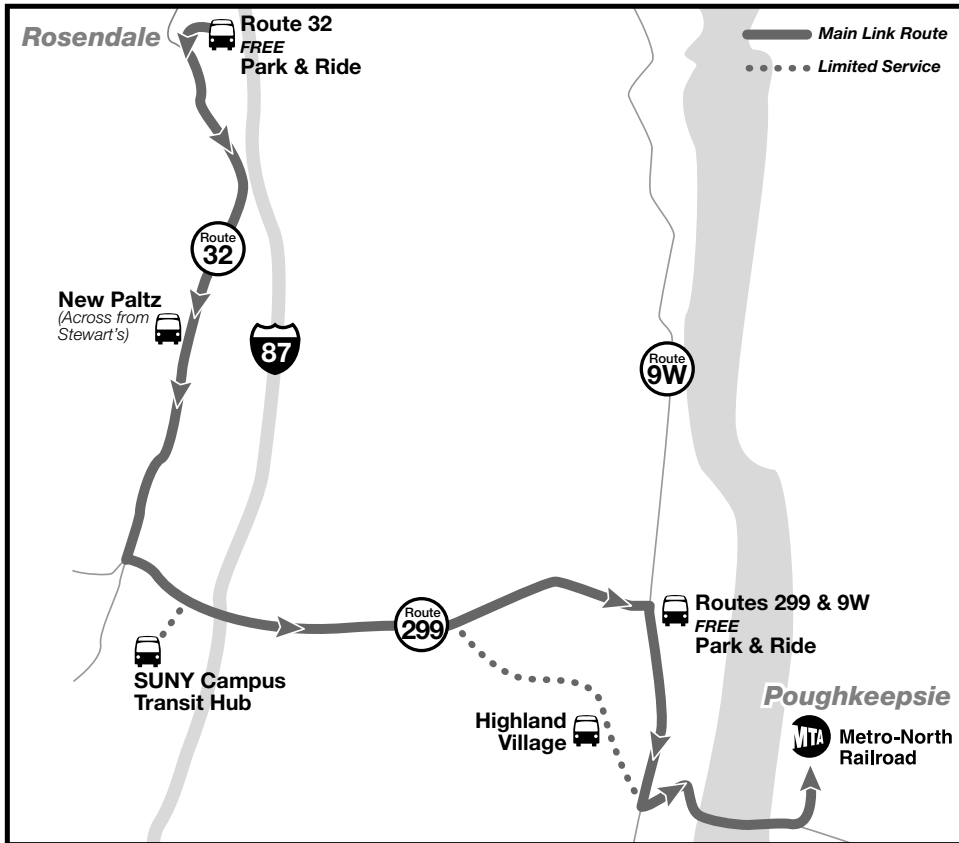 Rosendale
Route 32
FREE
Park & Ride
Main Link Route
Limited Service
Route
32
New Paltz
(Across from
Stewart's)
87
Route
9W
Route
299
Routes 299 & 9W
FREE
Park & Ride
SUNY Campus
Transit Hub
Highland
Village
Poughkeepsie
MTA
Metro-North
Railroad